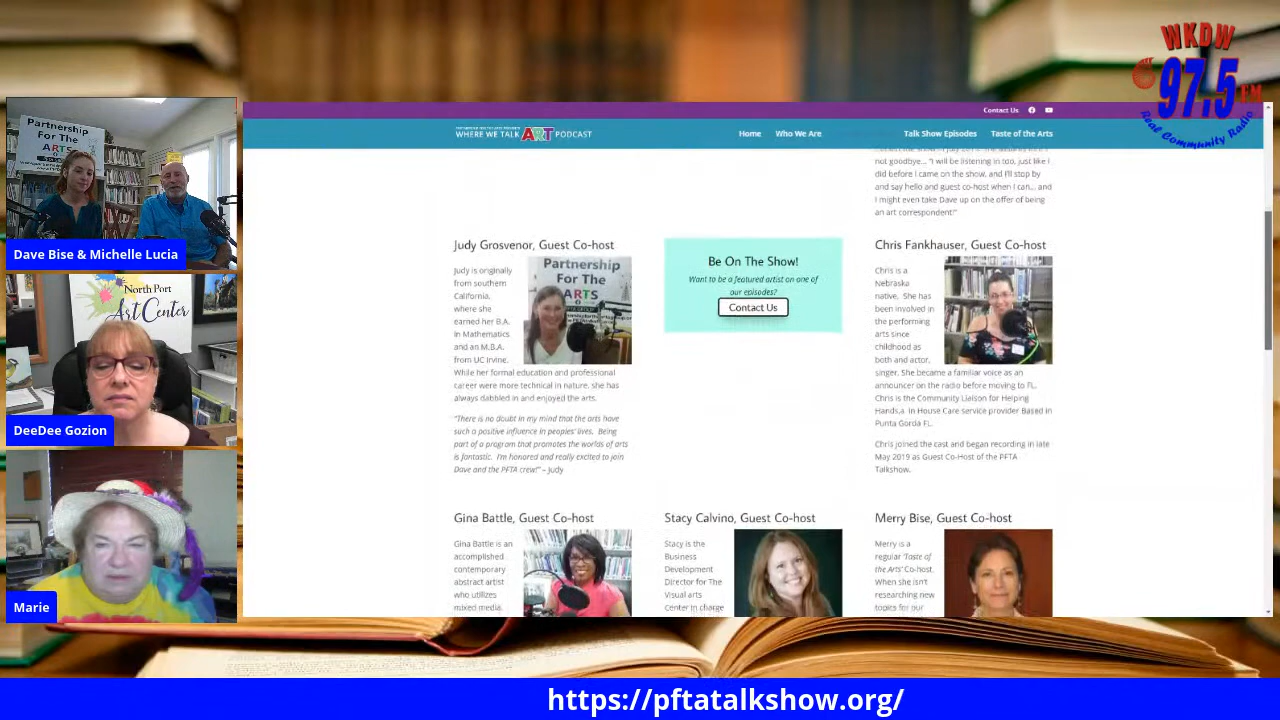 WKDW
97.5 FM
Real Community Radio
Contact Us
WHERE WE TALK ART PODCAST
Home
Who We Are
Talk Show Episodes
Taste of the Arts
Partnership
For The
ARTS
Dave Bise & Michelle Lucia
North Port
Art Center
DeeDee Gozion
Marie
not goodbye... "I will be listening in too, just like I
did before I came on the show, and I'll stop by
and say hello and guest co-host when I can... and
I might even take Dave up on the offer of being
an art correspondent!"
Judy Grosvenor, Guest Co-host
Partnership
For The
ARTS
Judy is originally
from southern
California,
where she
earned her B.A.
in Mathematics
and an M.B.A.
from UC Irvine.
While her formal education and professional
career were more technical in nature, she has
always dabbled in and enjoyed the arts.
"There is no doubt in my mind that the arts have
such a positive influence in peoples' lives. Being
part of a program that promotes the worlds of arts
is fantastic. I'm honored and really excited to join
Dave and the PFTA crew!" – Judy
Be On The Show!
Want to be a featured artist on one of
our episodes?
Contact Us
Chris Fankhauser, Guest Co-host
Chris is a
Nebraska
native, She has
been involved in
the performing
arts since
childhood as
both and actor,
singer. She became a familiar voice as an
announcer on the radio before moving to FL.
Chris is the Community Liaison for Helping
Hands,a In House Care service provider Based in
Punta Gorda FL.
Chris joined the cast and began recording in late
May 2019 as Guest Co-Host of the PFTA
Talkshow.
Gina Battle, Guest Co-host
Gina Battle is an
accomplished
contemporary
abstract artist
who utilizes
mixed media,
Stacy Calvino, Guest Co-host
Stacy is the
Business
Development
Director for The
Visual arts
Center in charge
Merry Bise, Guest Co-host
Merry is a
regular 'Taste of
the Arts' Co-host.
When she isn't
researching new
topics for our
https://pftatalkshow.org/